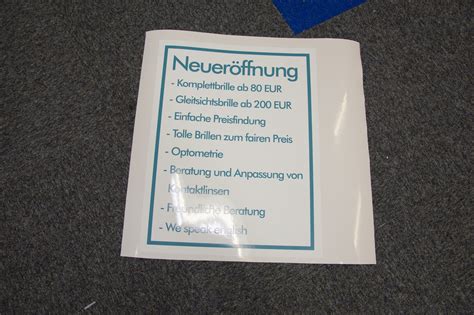 Neueröffnung
- Komplettbrille ab 80 EUR
- Gleitsichtsbrille ab 200 EUR
- Einfache Preisfindung
- Tolle Brillen zum fairen Preis
- Optometrie
- Beratung und Anpassung von
Kontaktlinsen
- Freundliche Beratung
- We speak english